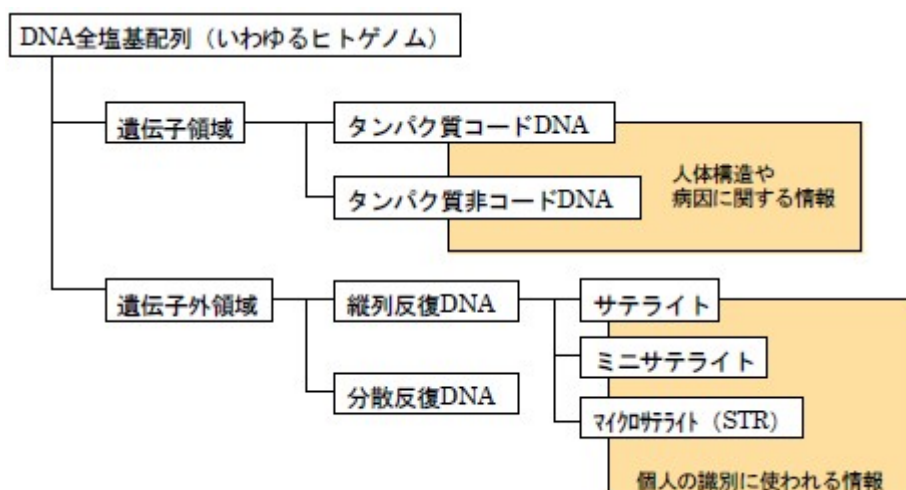 DNA全塩基配列（いわゆるヒトゲノム）
遺伝子領域
タンパク質コードDNA
人体構造や
病因に関する情報
タンパク質非コードDNA
遺伝子外領域
縦列反復DNA
サテライト
ミニサテライト
分散反復DNA
マイクロサテライト（STR）
個人の識別に使われる情報